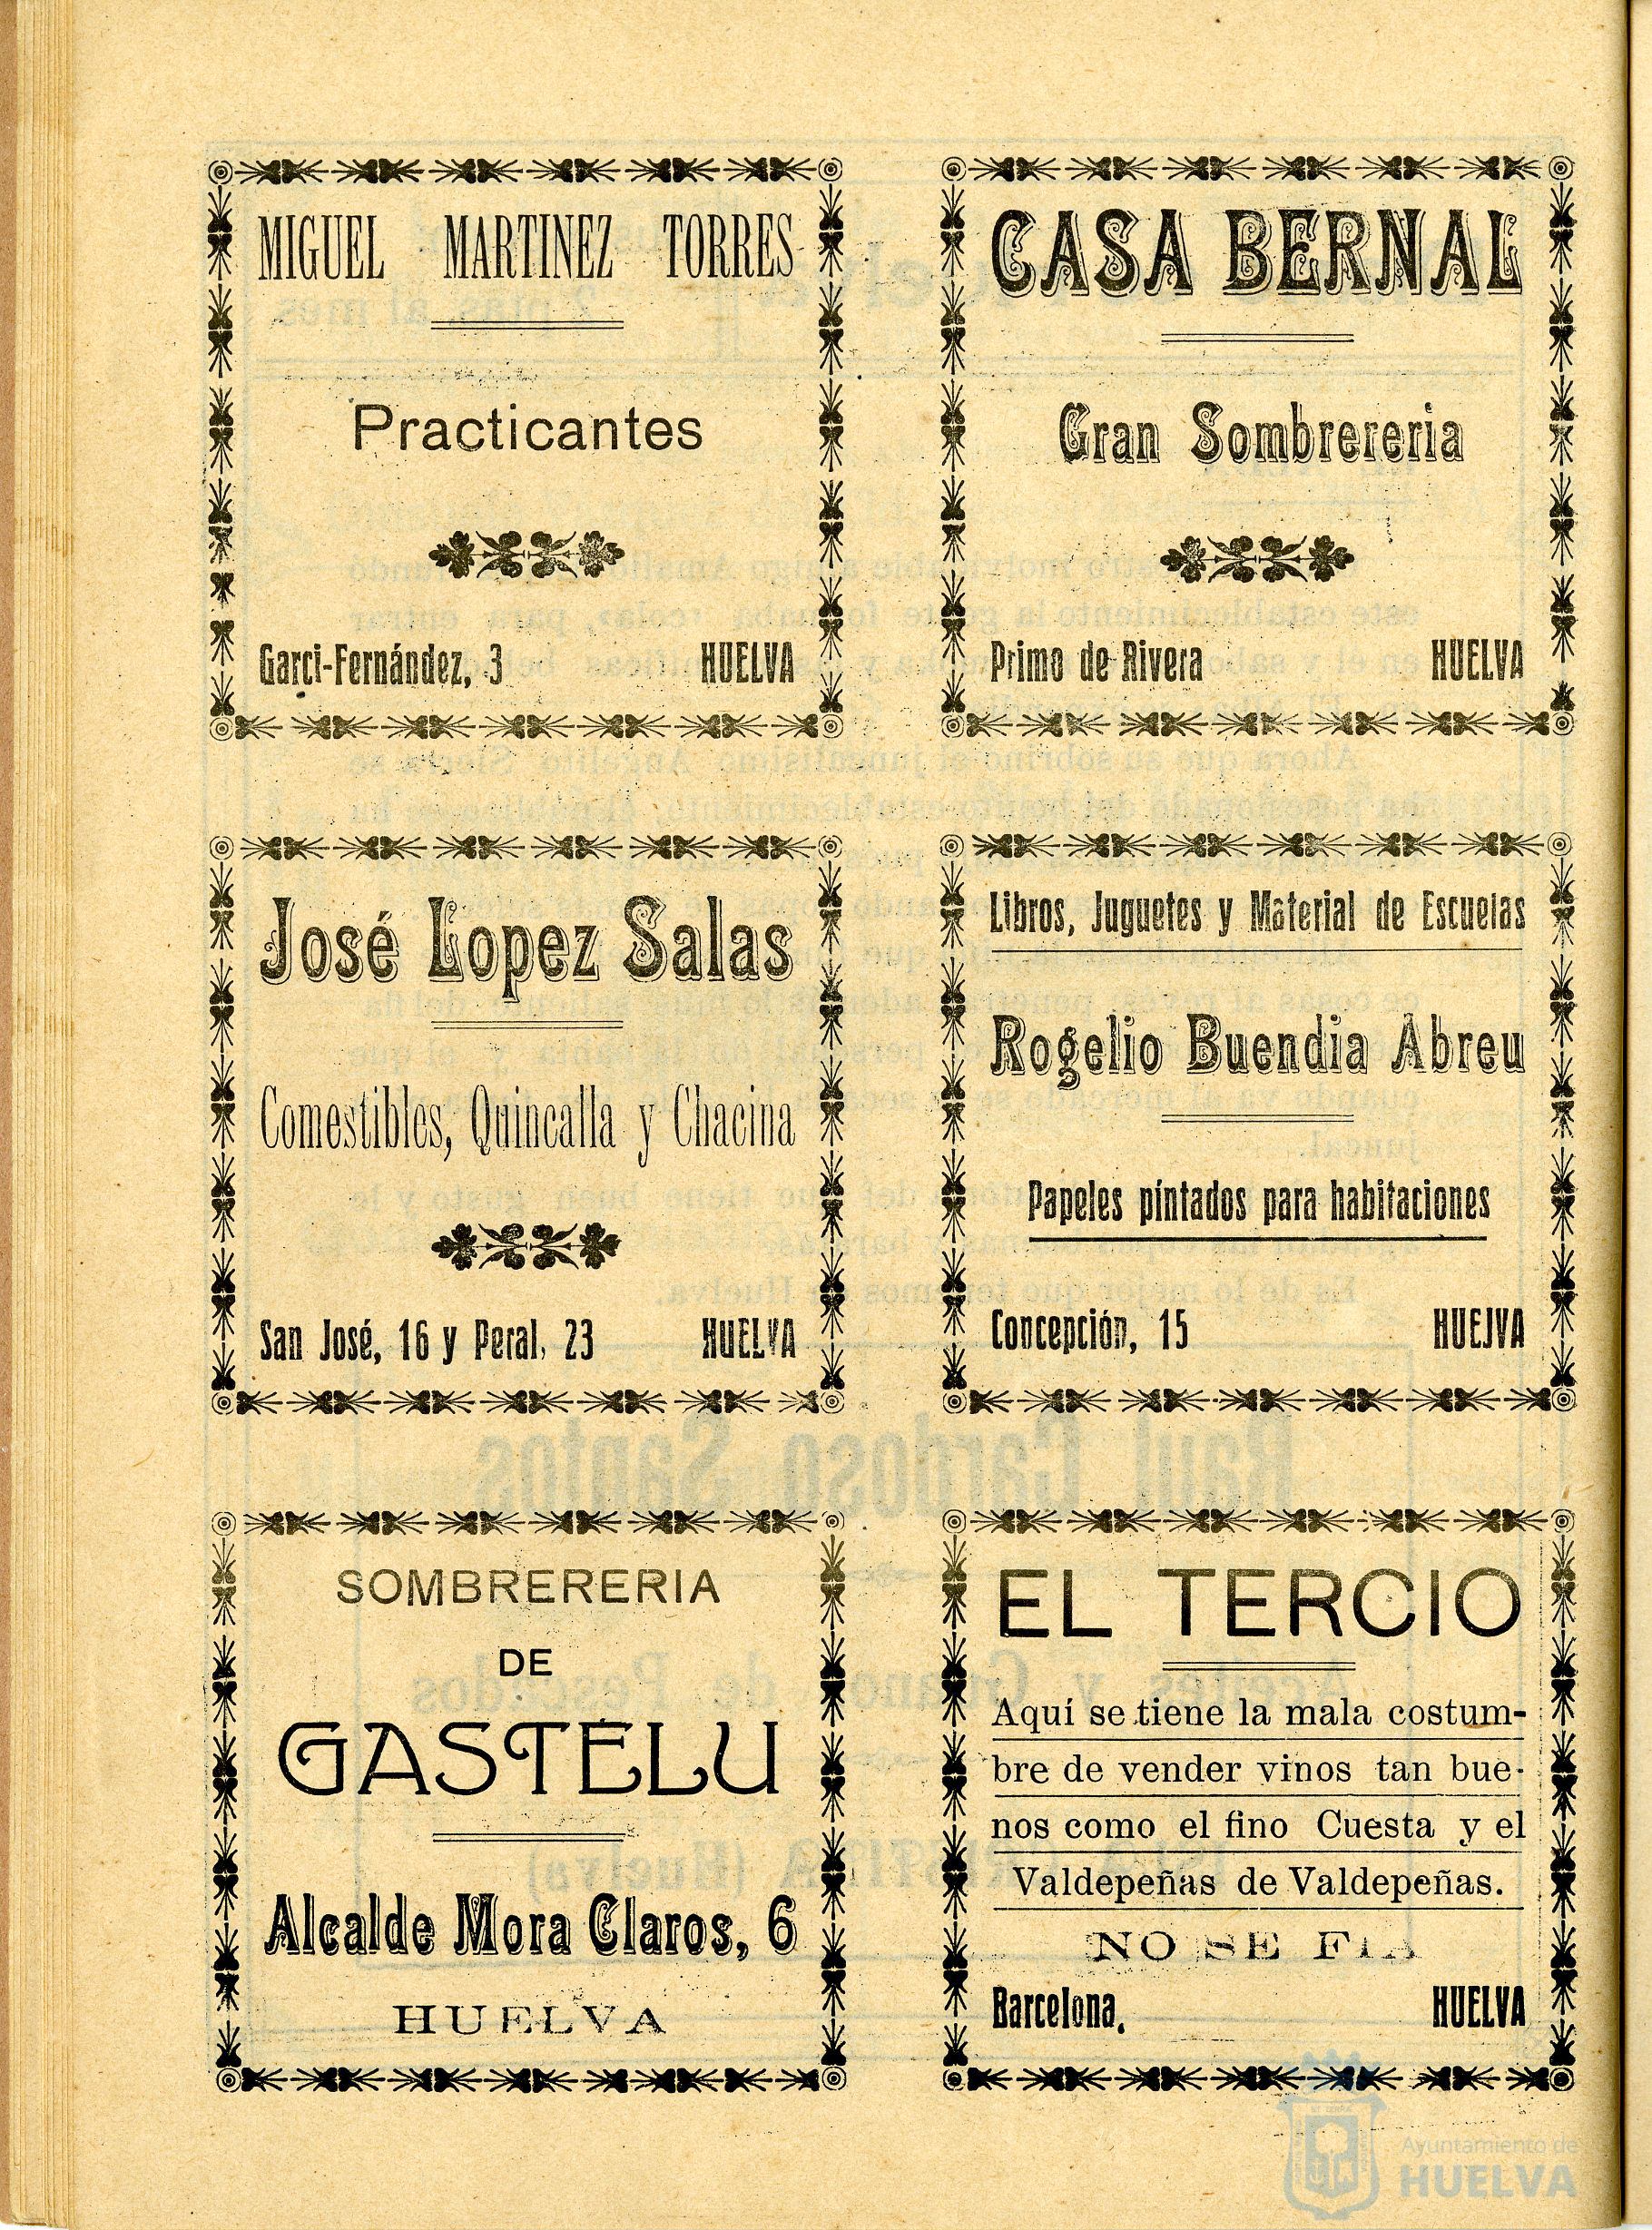 MIGUEL MARTINEZ TORRES
Practicantes
Garci-Fernández, 3 HUELVA
CASA BERNAL
Gran Sombrereria
Primo de Rivera HUELVA
José Lopez Salas
Comestibles, Quincalla y Chacina
San José, 16 y Peral, 23 HUELVA
Libros, Juguetes y Material de Escuelas
Rogelio Buendia Abreu
Papeles pintados para habitaciones
Concepción, 15 HUEJVA
SOMBRERERIA
DE
GASTELU
Alcalde Mora Claros, 6
HUELVA
EL TERCIO
Aquí se tiene la mala costum-
bre de vender vinos tan bue-
nos como el fino Cuesta y el
Valdepeñas de Valdepeñas.
NO SE FIA
Barcelona, HUELVA
Ayuntamiento de
HUELVA